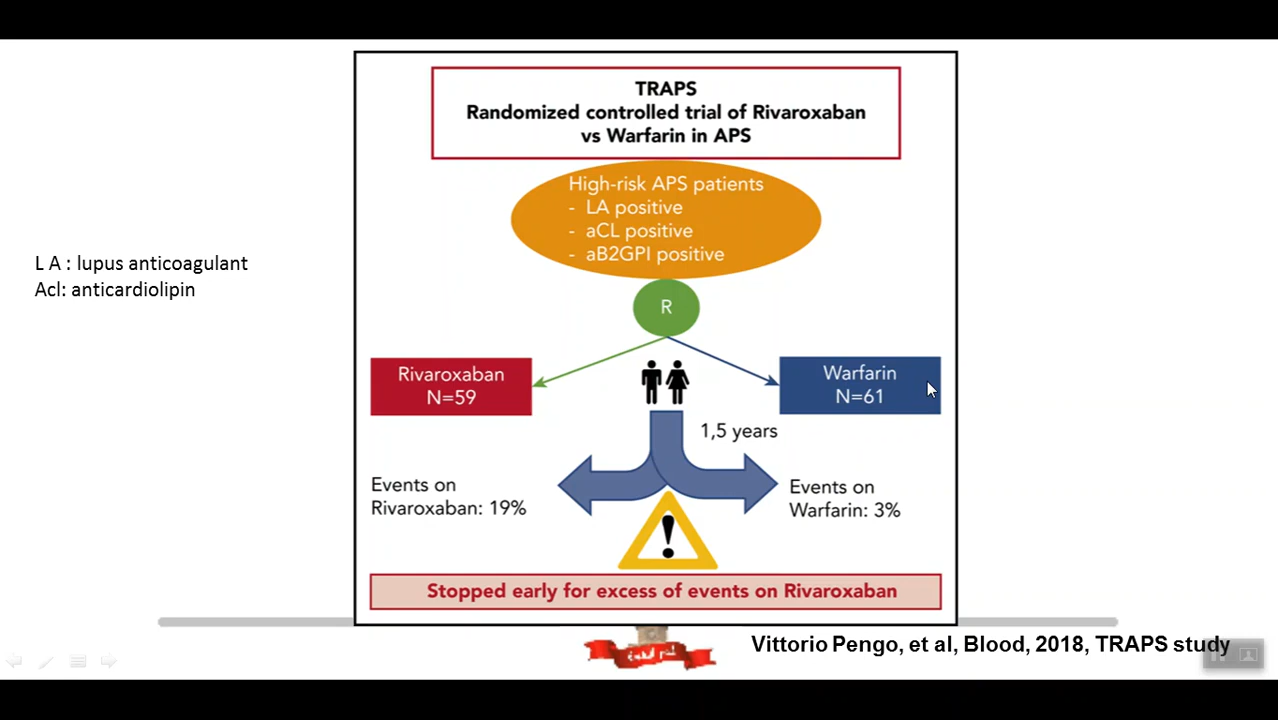 TRAPS
Randomized controlled trial of Rivaroxaban
vs Warfarin in APS
High-risk APS patients
- LA positive
- aCL positive
- aB2GPI positive
L A : lupus anticoagulant
Acl: anticardiolipin
R
Rivaroxaban
N=59
Warfarin
N=61
1,5 years
Events on
Rivaroxaban: 19%
Events on
Warfarin: 3%
!
Stopped early for excess of events on Rivaroxaban
Vittorio Pengo, et al, Blood, 2018, TRAPS study